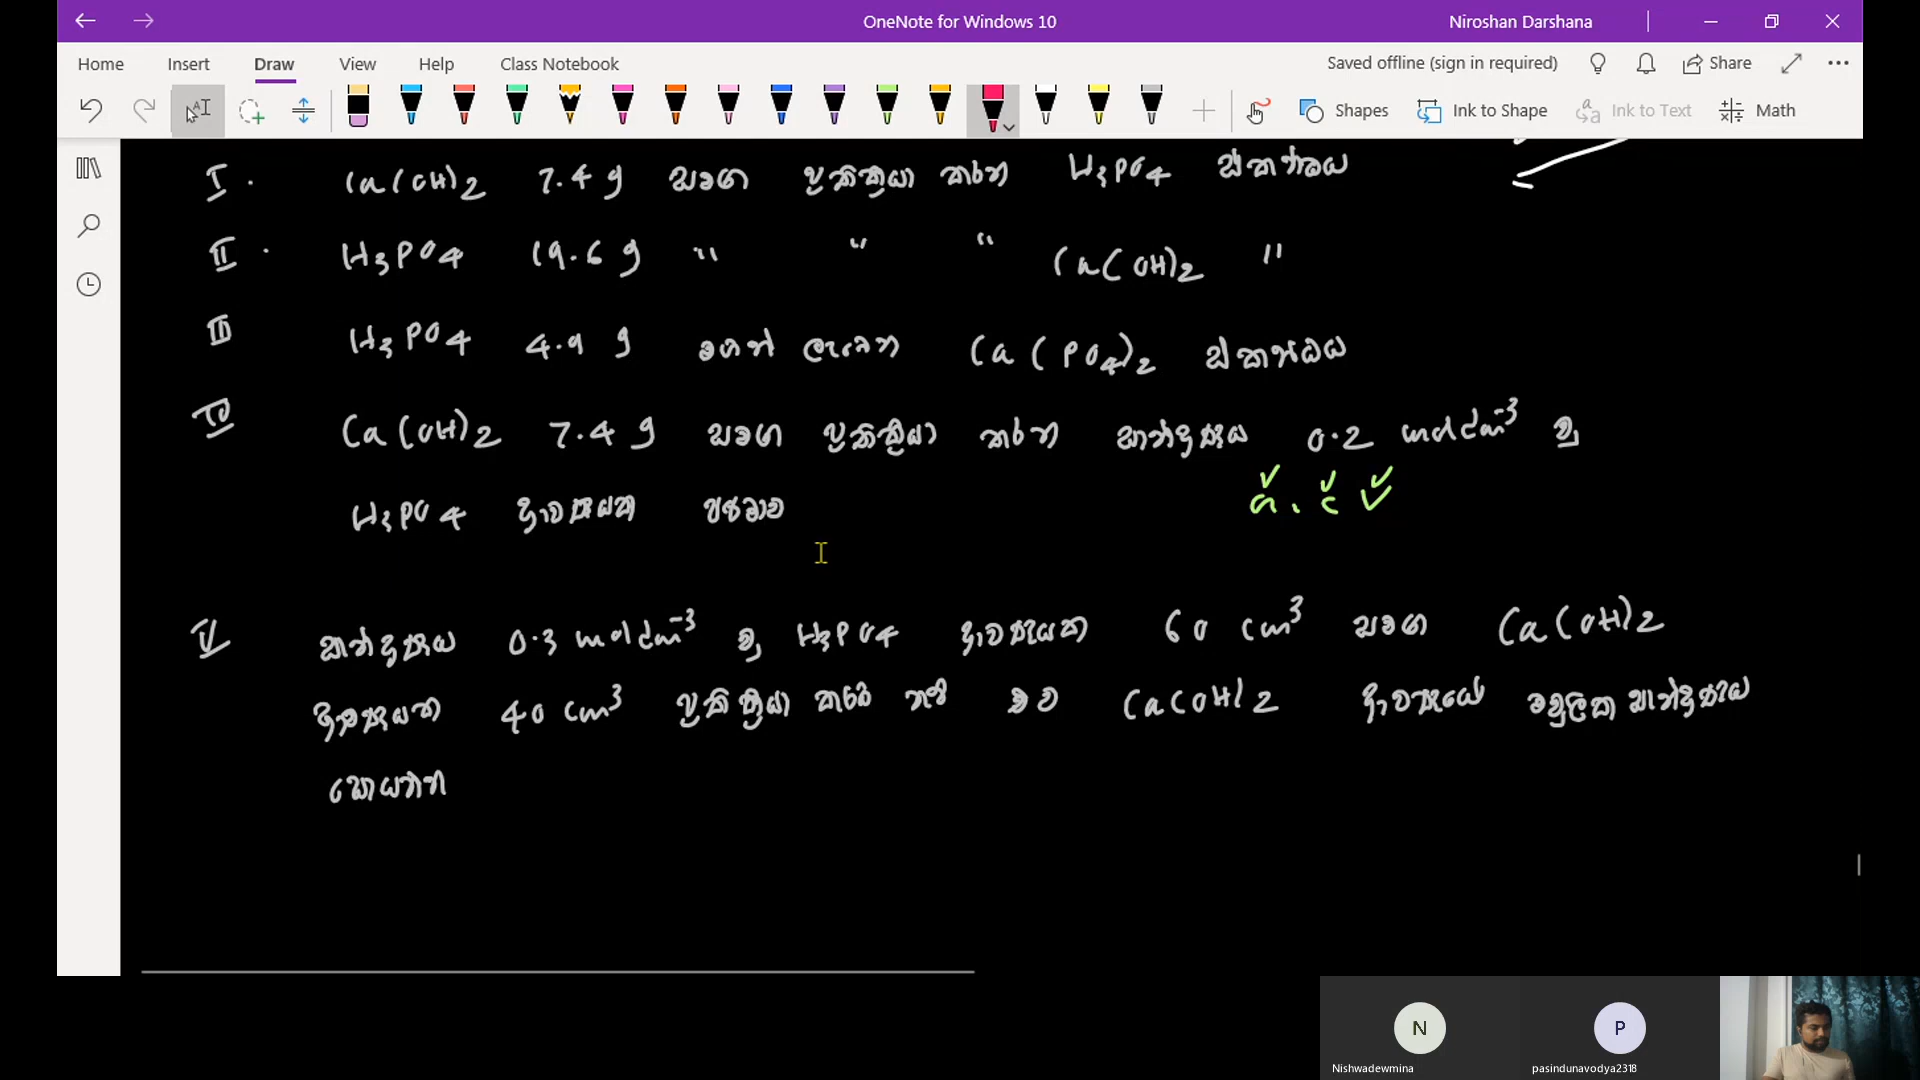 OneNote for Windows 10
Niroshan Darshana
Home Insert Draw View Help Class Notebook
Saved offline (sign in required) Share
Shapes Ink to Shape Ink to Text Math
I. Ca(OH)2 7.4 g සමග ප්‍රතික්‍රියා කරන H3PO4 ස්කන්ධය
II. H3PO4 19.6 g " " " Ca(OH)2 "
III H3PO4 4.9 g මගින් ලැබෙන Ca(PO4)2 ස්කන්ධය
IV Ca(OH)2 7.4 g සමග ප්‍රතික්‍රියා කරන සාන්ද්‍රණය 0.2 moldm-3 වූ
H3PO4 ද්‍රාවණයක පරිමාව
V සාන්ද්‍රණය 0.3 moldm-3 වූ H3PO4 ද්‍රාවණයක 60 cm3 සමග Ca(OH)2
ද්‍රාවණයක 40 cm3 ප්‍රතික්‍රියා කරයි නම් එම Ca(OH)2 ද්‍රාවණයේ මවුලික සාන්ද්‍රණය
සොයන්න
N
P
Nishwadewmina
pasindunavodya2318